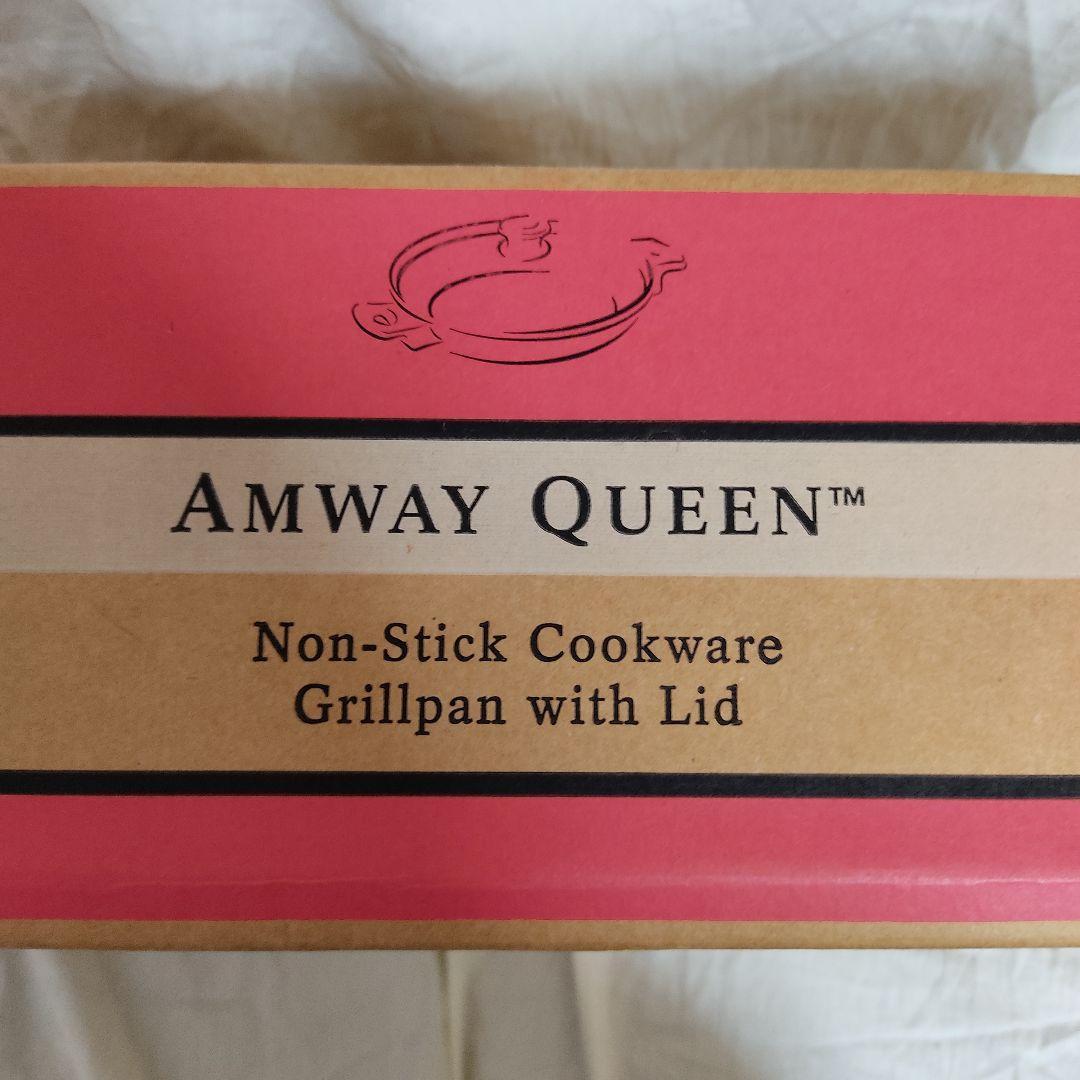 AMWAY QUEEN™
Non-Stick Cookware
Grillpan with Lid